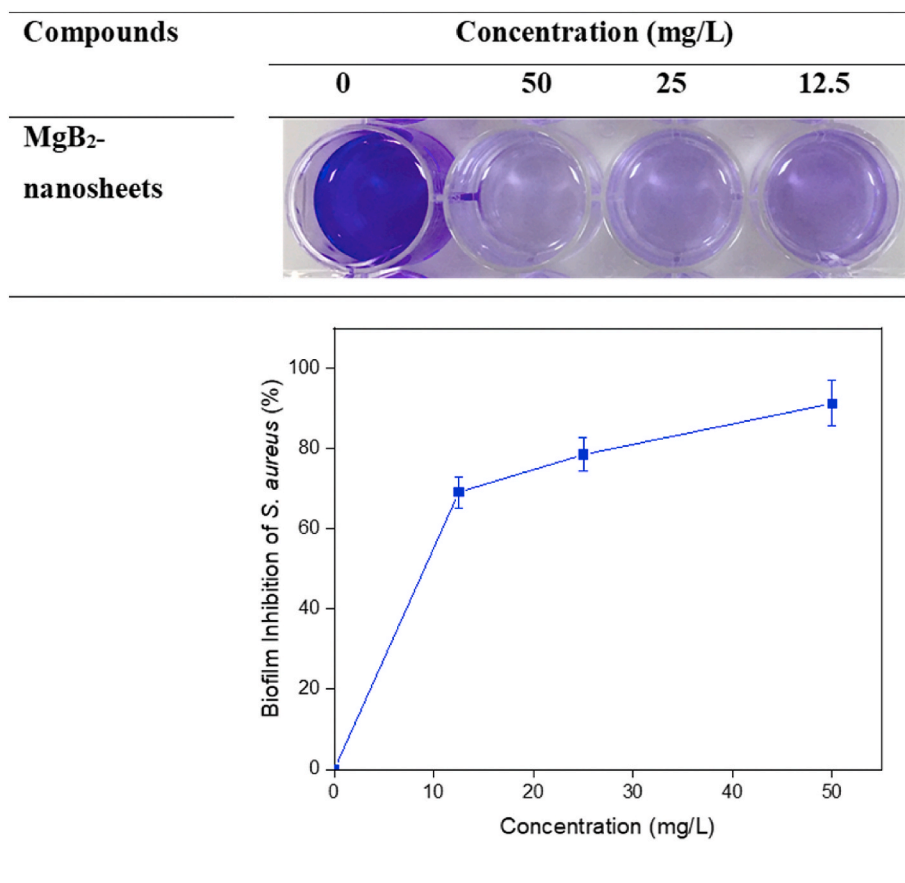 Compounds
Concentration (mg/L)
0 50 25 12.5
MgB₂-
nanosheets
Biofilm Inhibition of S. aureus (%)
100
80
60
40
20
0
0 10 20 30 40 50
Concentration (mg/L)